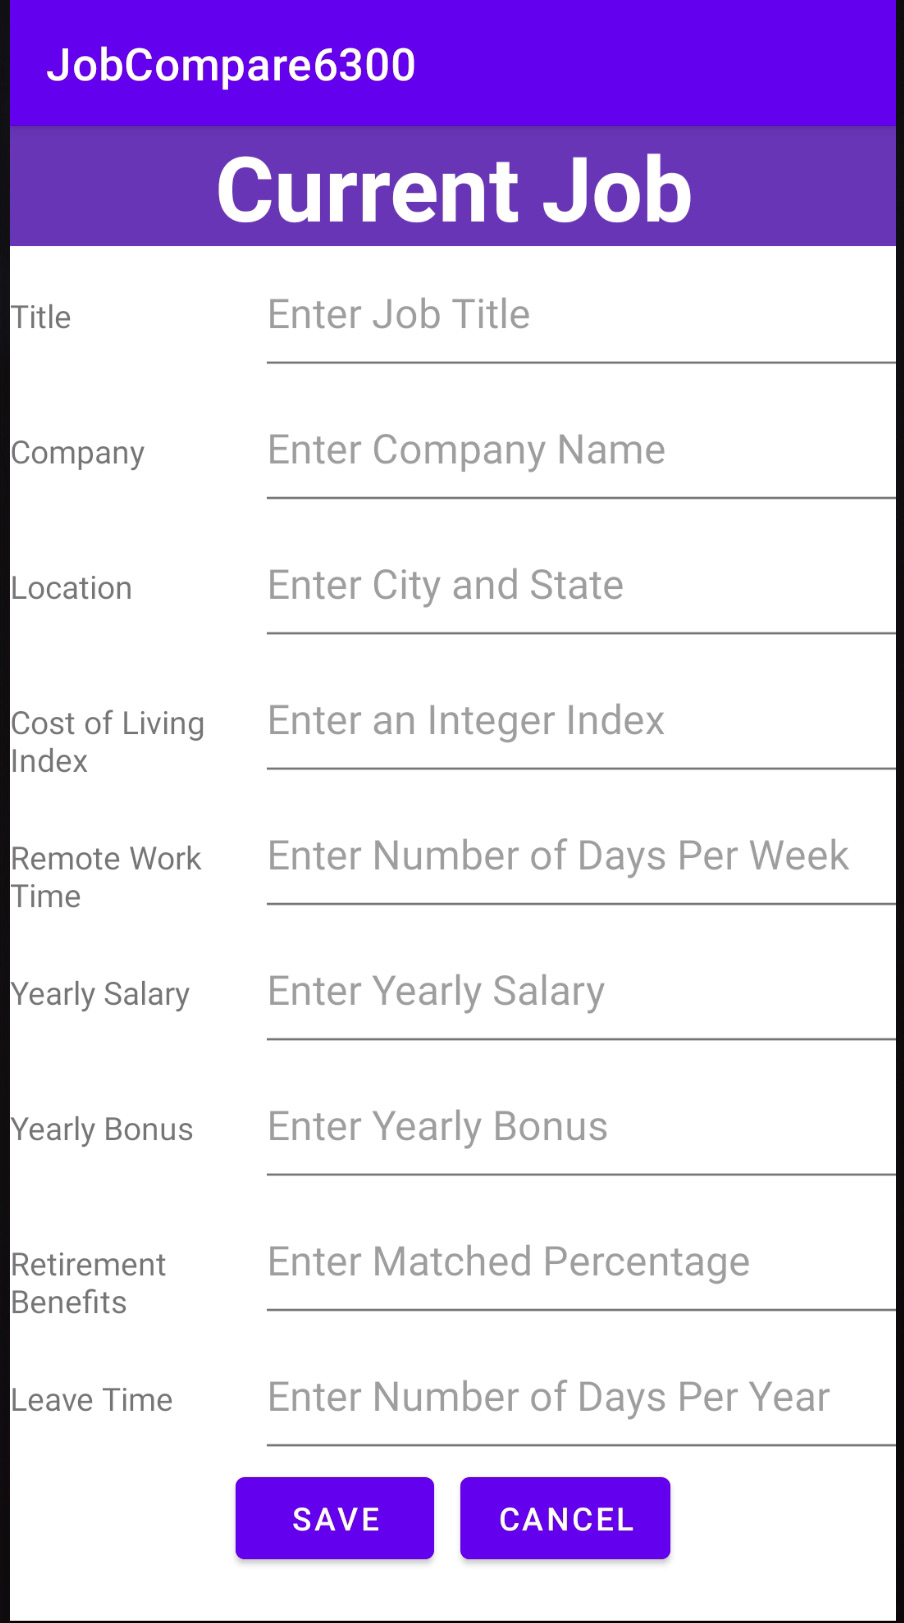 JobCompare6300
Current Job
Title
Enter Job Title
Company
Enter Company Name
Location
Enter City and State
Cost of Living
Index
Enter an Integer Index
Remote Work
Time
Enter Number of Days Per Week
Yearly Salary
Enter Yearly Salary
Yearly Bonus
Enter Yearly Bonus
Retirement
Benefits
Enter Matched Percentage
Leave Time
Enter Number of Days Per Year
SAVE
CANCEL